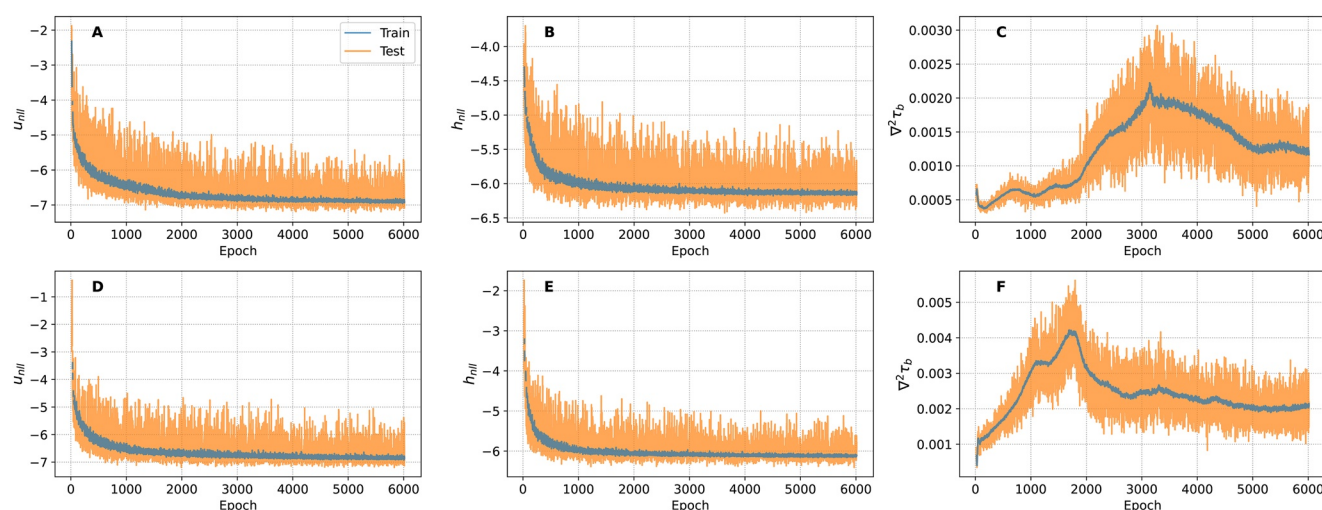 A
Train
Test
−2
−3
−4
−5
−6
−7
u_nll
0 1000 2000 3000 4000 5000 6000
Epoch
B
−4.0
−4.5
−5.0
−5.5
−6.0
−6.5
h_nll
0 1000 2000 3000 4000 5000 6000
Epoch
C
0.0030
0.0025
0.0020
0.0015
0.0010
0.0005
∇²τ_b
0 1000 2000 3000 4000 5000 6000
Epoch
D
−1
−2
−3
−4
−5
−6
−7
u_nll
0 1000 2000 3000 4000 5000 6000
Epoch
E
−2
−3
−4
−5
−6
h_nll
0 1000 2000 3000 4000 5000 6000
Epoch
F
0.005
0.004
0.003
0.002
0.001
∇²τ_b
0 1000 2000 3000 4000 5000 6000
Epoch